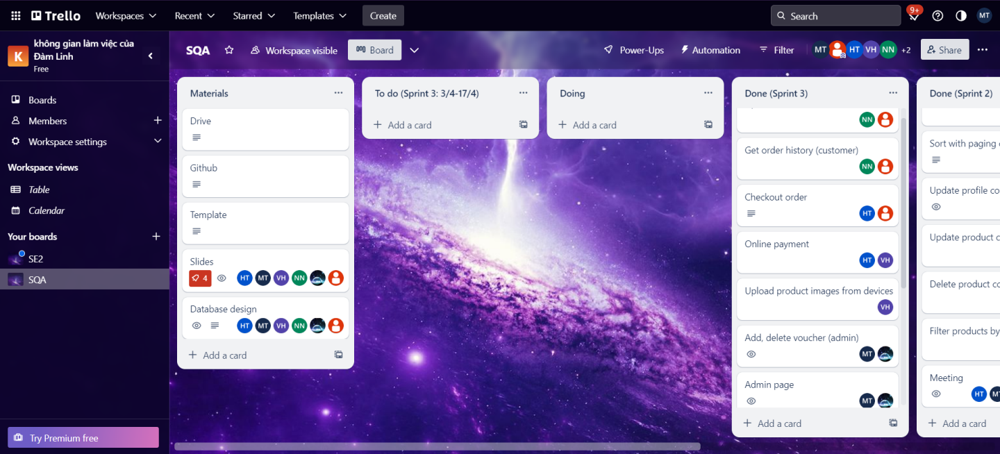 Trello
Workspaces
Recent
Starred
Templates
Create
Search
9+
MT
K
không gian làm việc của
Đàm Linh
Free
Boards
Members
Workspace settings
Workspace views
Table
Calendar
Your boards
SE2
SQA
Try Premium free
SQA
Workspace visible
Board
Power-Ups
Automation
Filter
MT
HT
VH
NN
+2
Share
Materials
Drive
Github
Template
Slides
4
HT MT VH NN
Database design
HT MT VH NN
Add a card
To do (Sprint 3: 3/4-17/4)
Add a card
Doing
Add a card
Done (Sprint 3)
NN
Get order history (customer)
NN
Checkout order
HT
Online payment
HT VH
Upload product images from devices
VH
Add, delete voucher (admin)
MT
Admin page
MT
Add a card
Done (Sprint 2)
Sort with paging
Update profile co
Update product c
Delete product co
Filter products by
Meeting
HT MT
Add a card